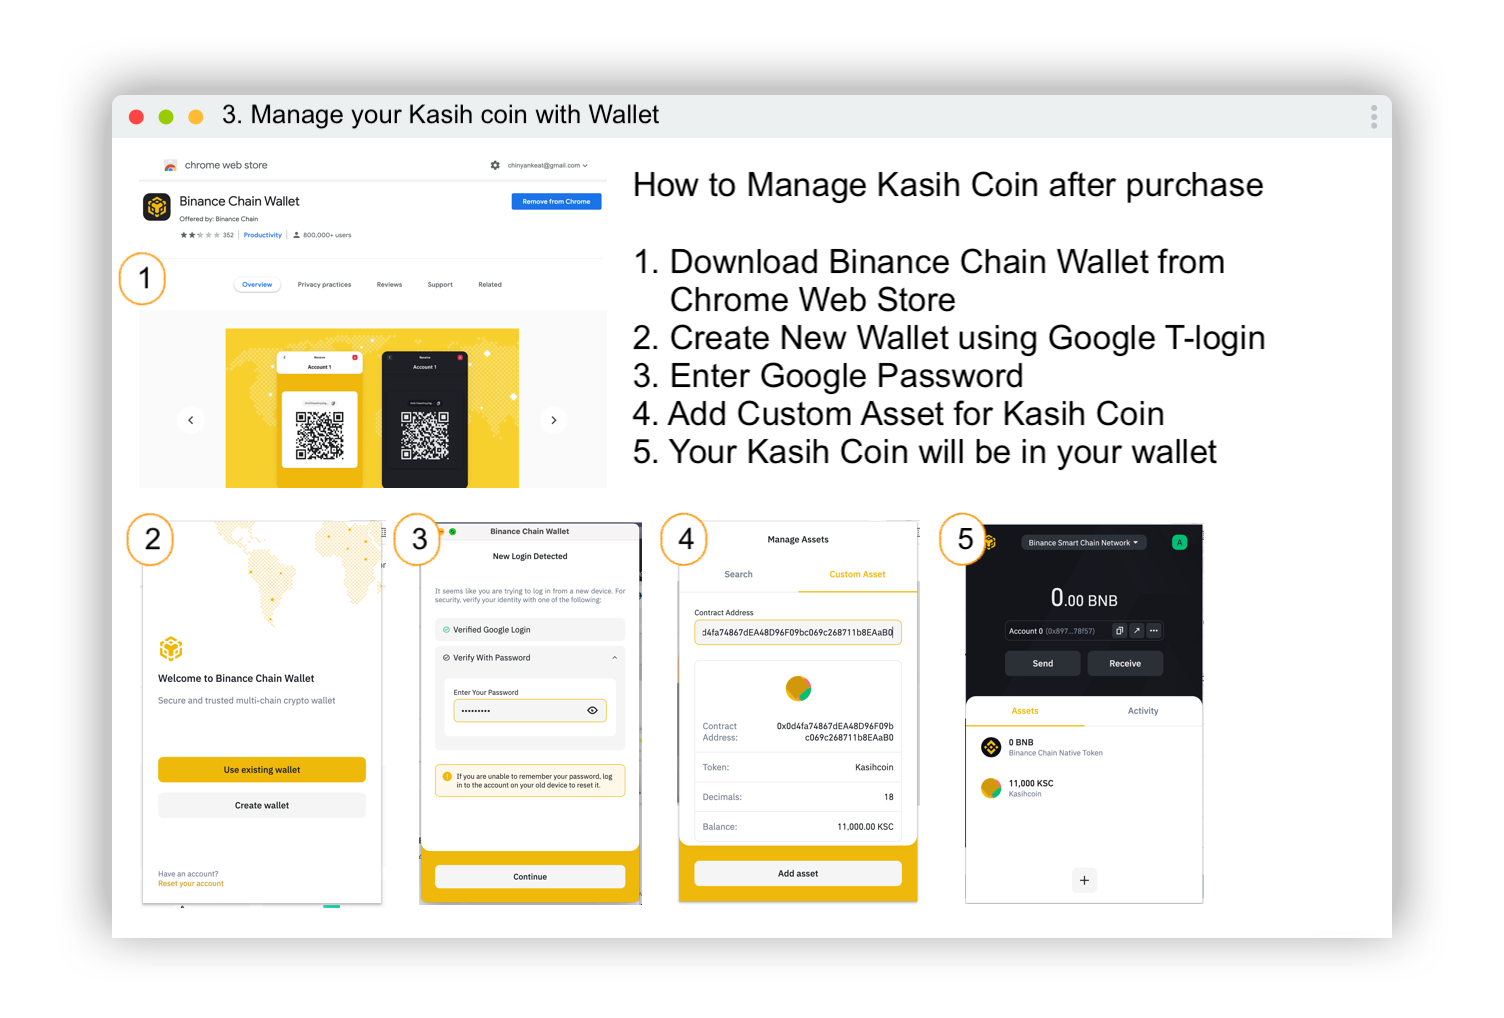 3. Manage your Kasih coin with Wallet
chrome web store
chinyankeat@gmail.com
Binance Chain Wallet
Remove from Chrome
Offered by: Binance Chain
352 Productivity 800,000+ users
1
Overview Privacy practices Reviews Support Related
Receive
Account 1
Receive
Account 1
How to Manage Kasih Coin after purchase
1. Download Binance Chain Wallet from
Chrome Web Store
2. Create New Wallet using Google T-login
3. Enter Google Password
4. Add Custom Asset for Kasih Coin
5. Your Kasih Coin will be in your wallet
2
Welcome to Binance Chain Wallet
Secure and trusted multi-chain crypto wallet
Use existing wallet
Create wallet
Have an account?
Reset your account
3
Binance Chain Wallet
New Login Detected
It seems like you are trying to log in from a new device. For
security, verify your identity with one of the following:
Verified Google Login
Verify With Password
Enter Your Password
If you are unable to remember your password, log
in to the account on your old device to reset it.
Continue
4
Manage Assets
Search Custom Asset
Contract Address
d4fa74867dEA48D96F09bc069c268711b8EAaB0
Contract
Address:
0x0d4fa74867dEA48D96F09b
c069c268711b8EAaB0
Token: Kasihcoin
Decimals: 18
Balance: 11,000.00 KSC
Add asset
5
Binance Smart Chain Network
A
0.00 BNB
Account 0 (0x897...78f57)
Send Receive
Assets Activity
0 BNB
Binance Chain Native Token
11,000 KSC
Kasihcoin